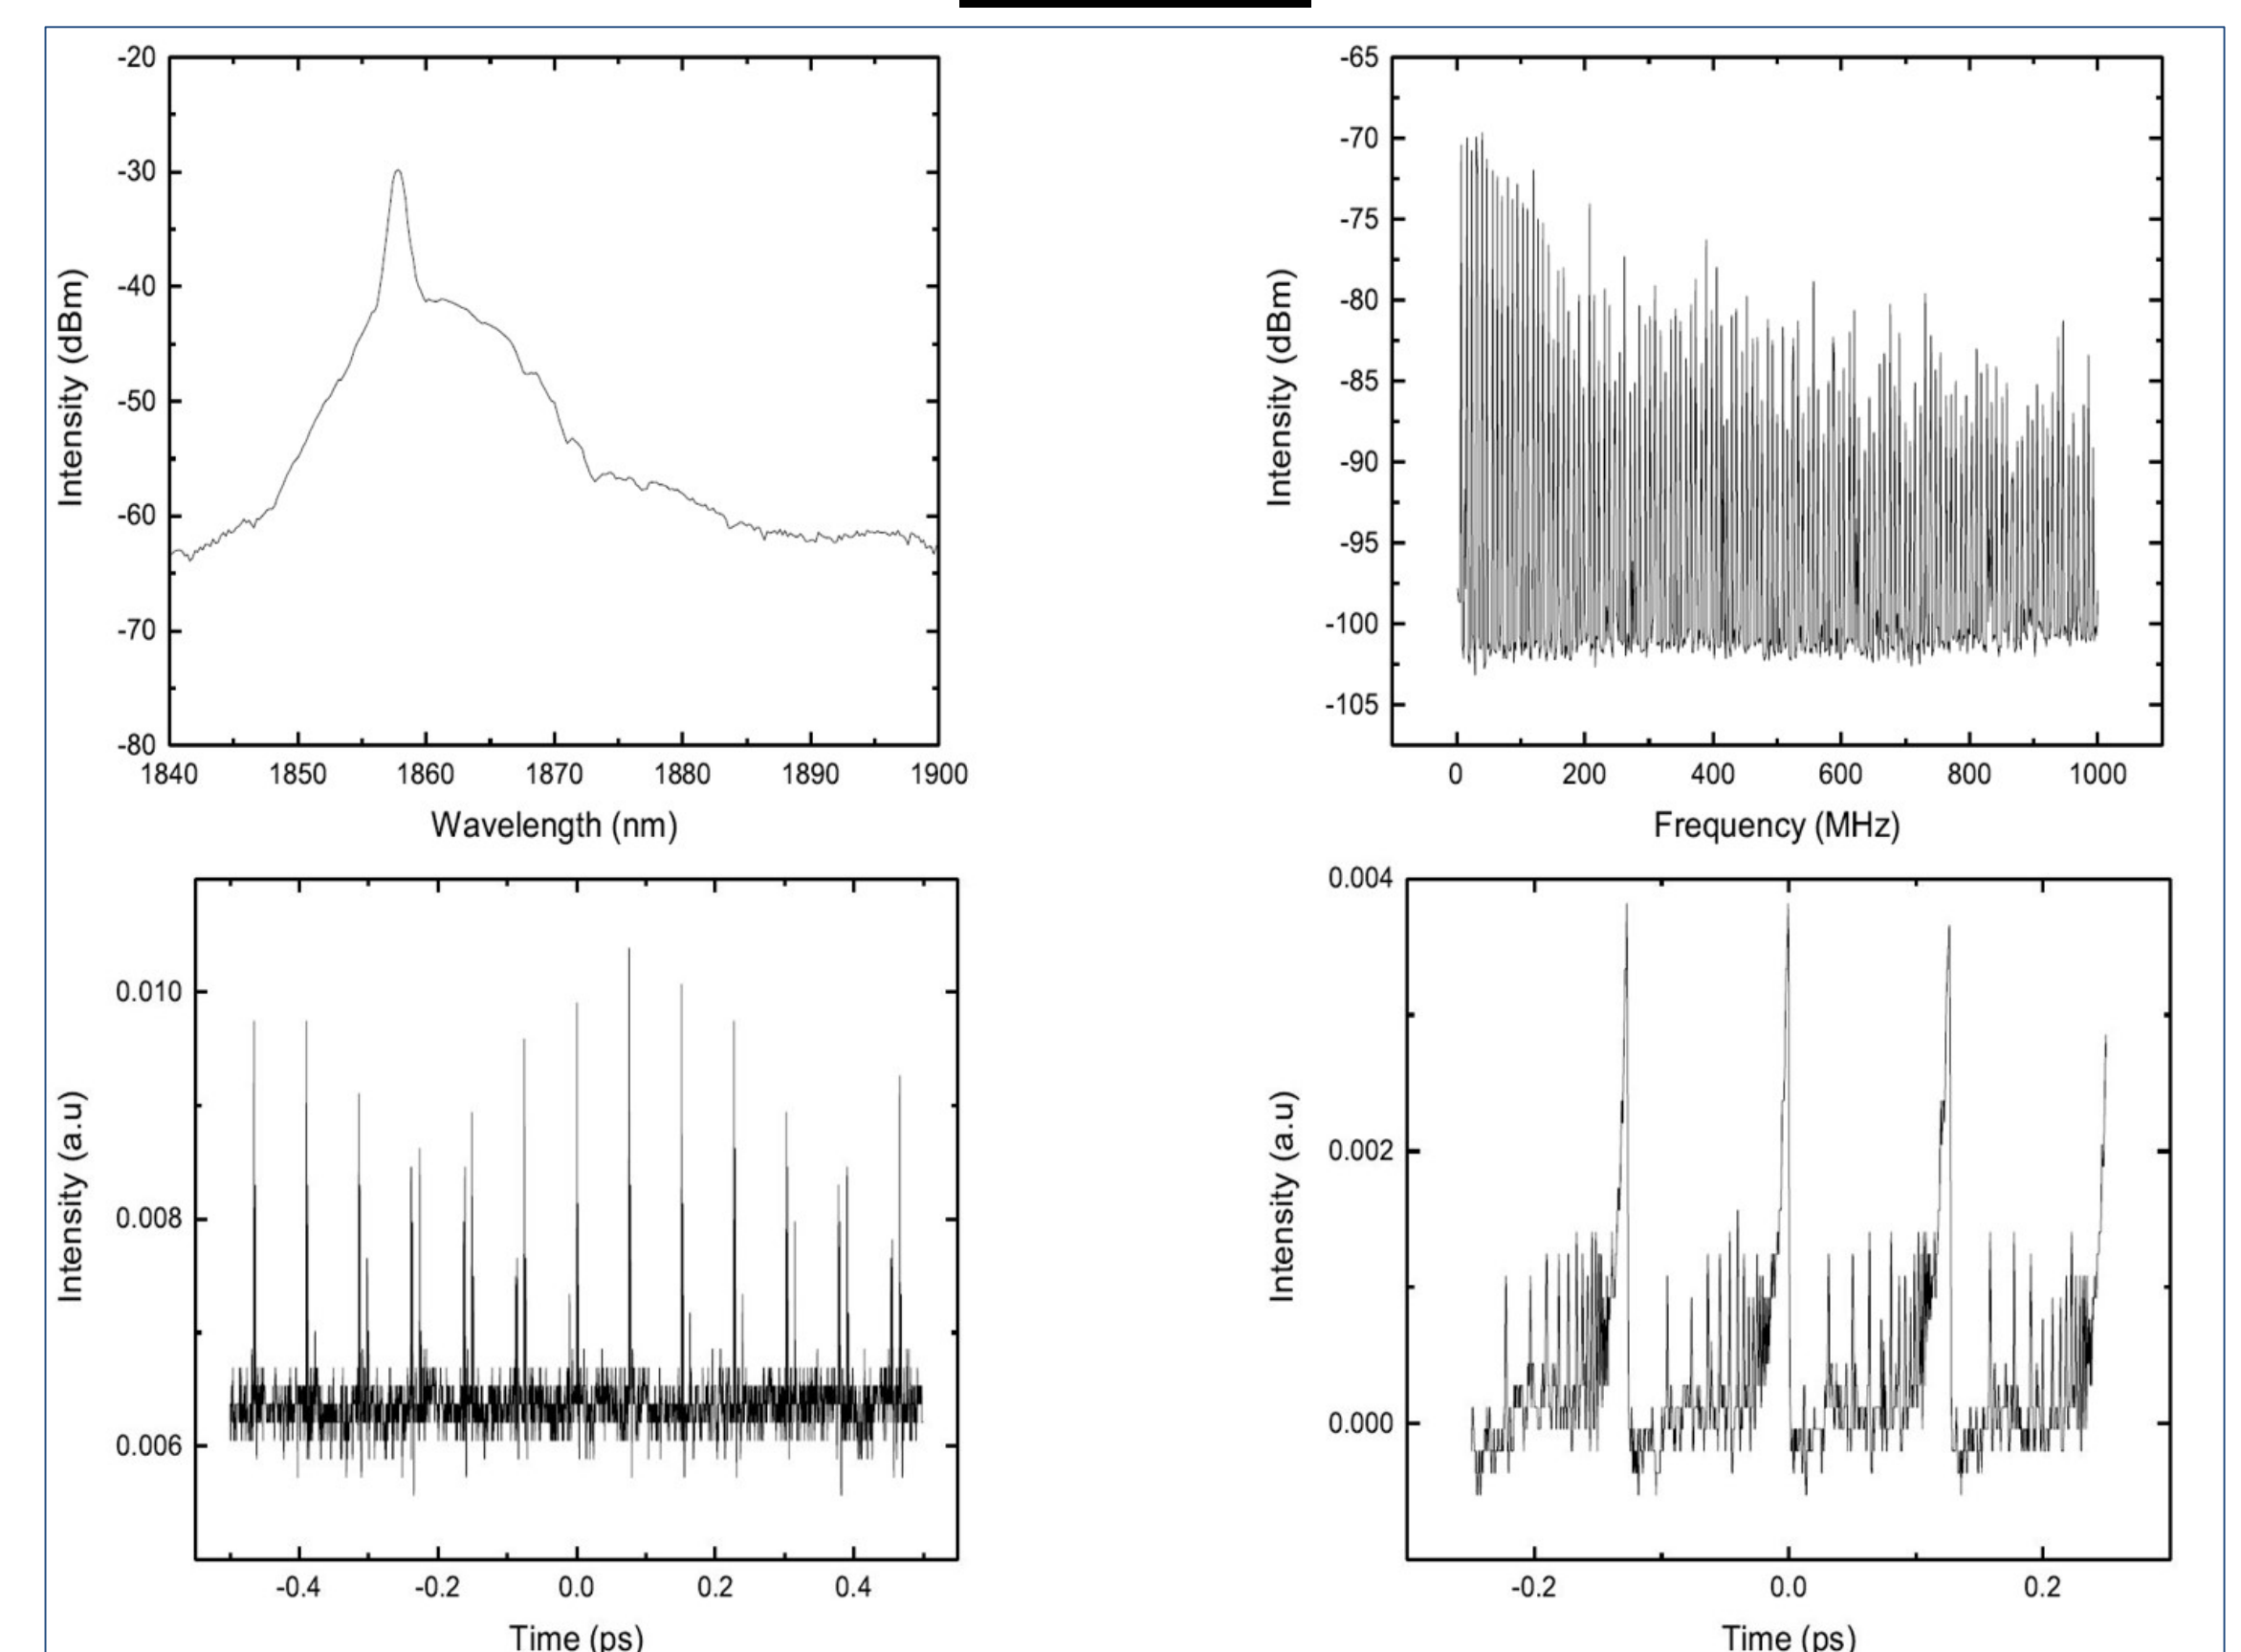 -20
-30
-40
-50
-60
-70
-80
Intensity (dBm)
1840 1850 1860 1870 1880 1890 1900
Wavelength (nm)
-65
-70
-75
-80
-85
-90
-95
-100
-105
Intensity (dBm)
0 200 400 600 800 1000
Frequency (MHz)
0.010
0.008
0.006
Intensity (a.u)
-0.4 -0.2 0.0 0.2 0.4
Time (ps)
0.004
0.002
0.000
Intensity (a.u)
-0.2 0.0 0.2
Time (ps)